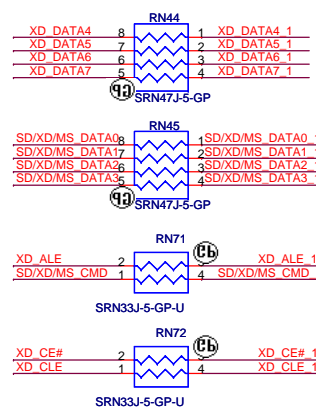 RN44
XD_DATA4 8 1 XD_DATA4_1
XD_DATA5 7 2 XD_DATA5_1
XD_DATA6 6 3 XD_DATA6_1
XD_DATA7 5 4 XD_DATA7_1
SRN47J-5-GP
RN45
SD/XD/MS_DATA0 8 1 SD/XD/MS_DATA0_
SD/XD/MS_DATA1 7 2 SD/XD/MS_DATA1_
SD/XD/MS_DATA2 6 3 SD/XD/MS_DATA2_
SD/XD/MS_DATA3 5 4 SD/XD/MS_DATA3_
SRN47J-5-GP
RN71
XD_ALE 2 3 XD_ALE_1
SD/XD/MS_CMD 1 4 SD/XD/MS_CMD_
SRN33J-5-GP-U
RN72
XD_CE# 2 3 XD_CE#_1
XD_CLE 1 4 XD_CLE_1
SRN33J-5-GP-U